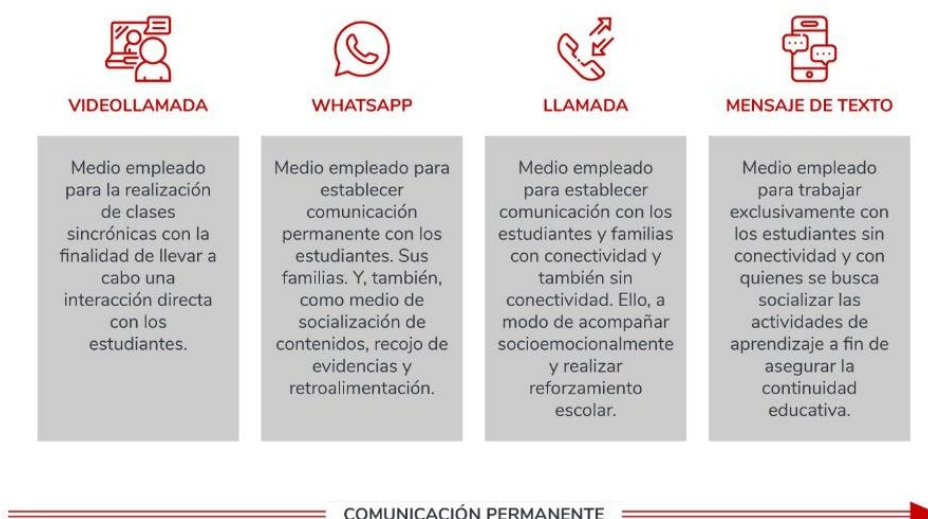 VIDEOLLAMADA
Medio empleado
para la realización
de clases
sincrónicas con la
finalidad de llevar a
cabo una
interacción directa
con los
estudiantes.
WHATSAPP
Medio empleado para
establecer
comunicación
permanente con los
estudiantes. Sus
familias. Y, también,
como medio de
socialización de
contenidos, recojo de
evidencias y
retroalimentación.
LLAMADA
Medio empleado
para establecer
comunicación con los
estudiantes y familias
con conectividad y
también sin
conectividad. Ello, a
modo de acompañar
socioemocionalmente
y realizar
reforzamiento
escolar.
MENSAJE DE TEXTO
Medio empleado
para trabajar
exclusivamente con
los estudiantes sin
conectividad y con
quienes se busca
socializar las
actividades de
aprendizaje a fin de
asegurar la
continuidad
educativa.
COMUNICACIÓN PERMANENTE